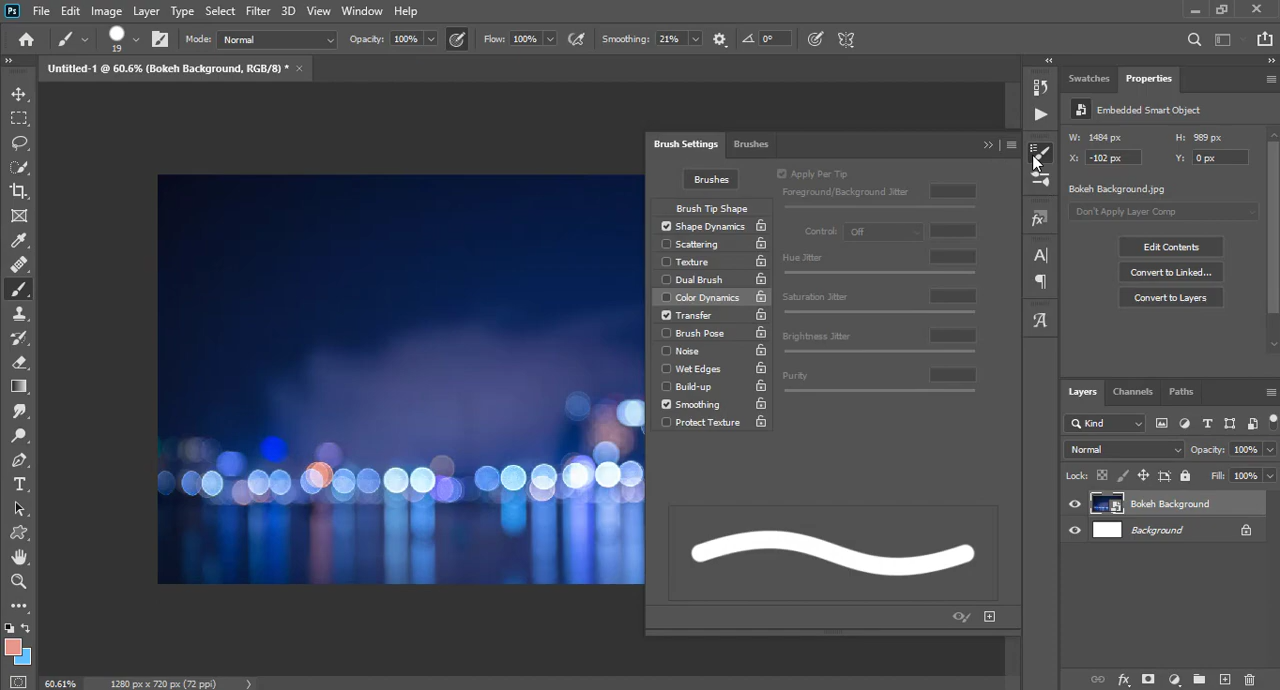 Ps File Edit Image Layer Type Select Filter 3D View Window Help
19 Mode: Normal Opacity: 100% Flow: 100% Smoothing: 21% 0°
Untitled-1 @ 60.6% (Bokeh Background, RGB/8) * ×
Brush Settings Brushes
Brushes
Brush Tip Shape
Shape Dynamics
Scattering
Texture
Dual Brush
Color Dynamics
Transfer
Brush Pose
Noise
Wet Edges
Build-up
Smoothing
Protect Texture
Apply Per Tip
Foreground/Background Jitter
Control: Off
Hue Jitter
Saturation Jitter
Brightness Jitter
Purity
Swatches Properties
Embedded Smart Object
W: 1484 px H: 989 px
X: -102 px Y: 0 px
Bokeh Background.jpg
Don't Apply Layer Comp
Edit Contents
Convert to Linked...
Convert to Layers
Layers Channels Paths
Kind
Normal Opacity: 100%
Lock: Fill: 100%
Bokeh Background
Background
60.61% 1280 px x 720 px (72 ppi)